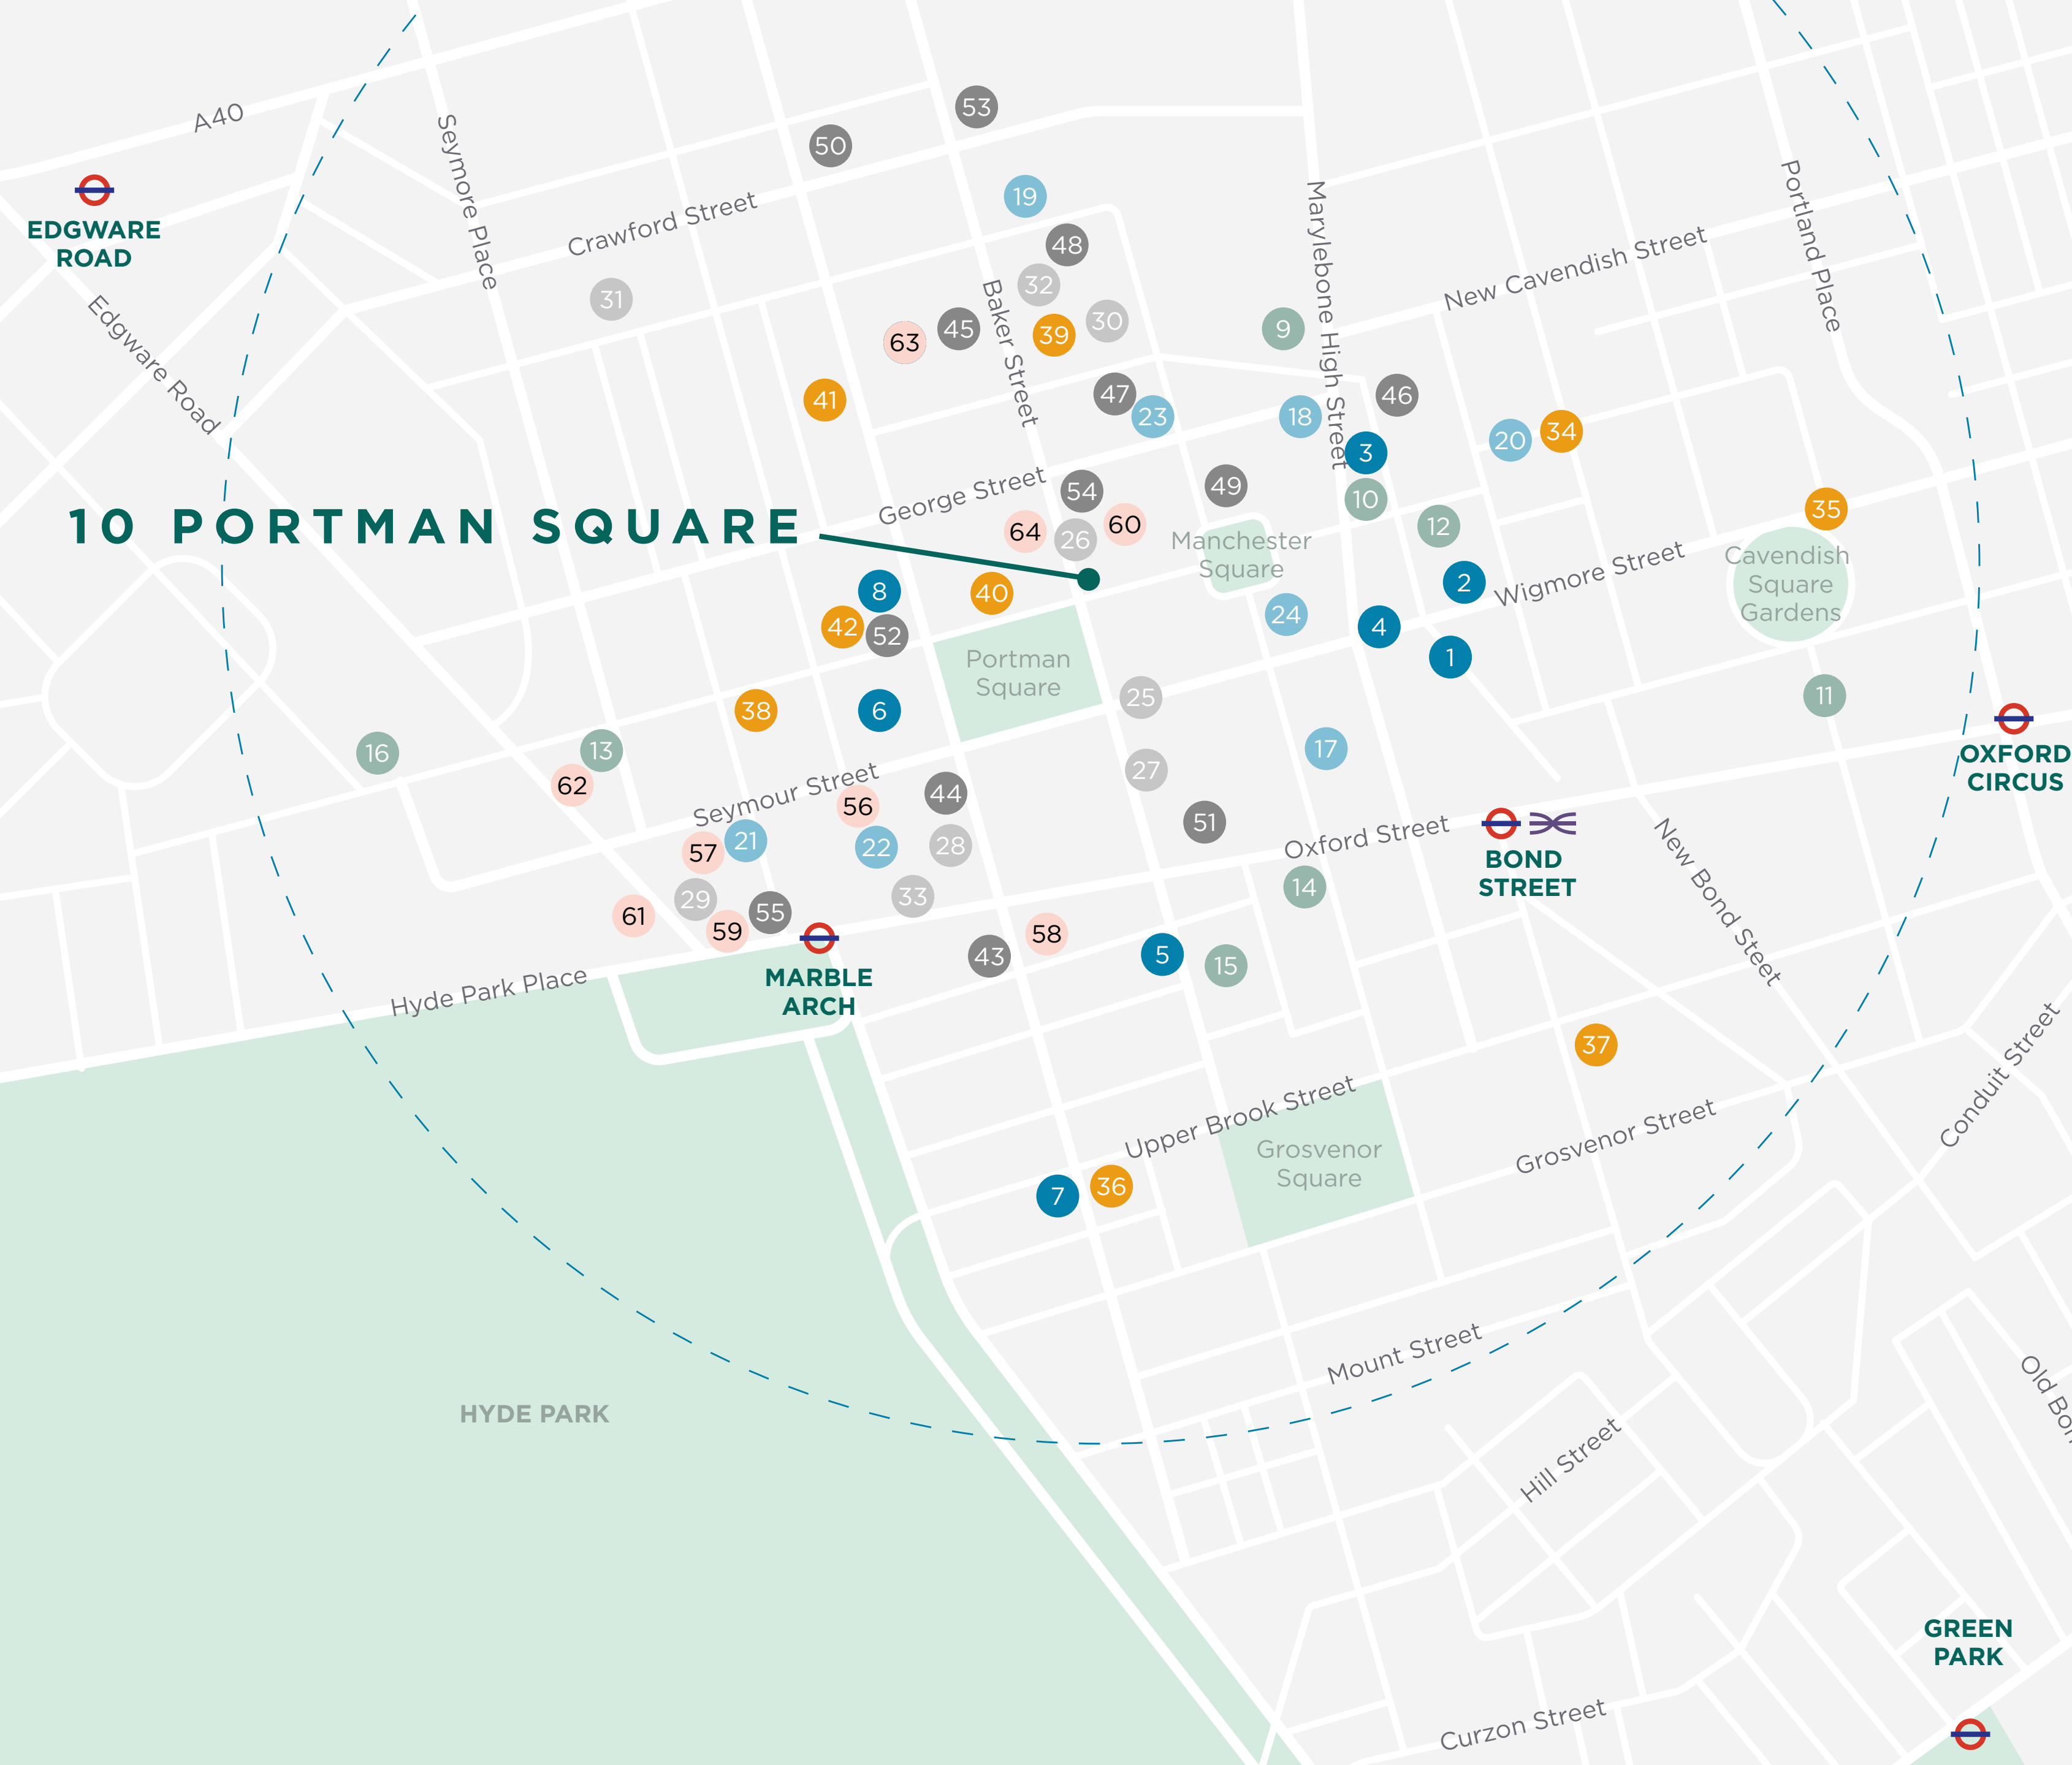 53
A40
50
Seymore Place
Portland Place
19
Crawford Street
Marylebone High Street
EDGWARE
ROAD
48
New Cavendish Street
32
31
Baker Street
30
Edgware Road
63
45
39
9
47
46
41
23
18
20
34
3
George Street
54
49
10
35
10 PORTMAN SQUARE
64
26
60
12
Manchester
Square
Cavendish
Square
Gardens
Wigmore Street
2
8
40
24
42
52
4
1
Portman
Square
25
11
38
6
16
13
17
OXFORD
CIRCUS
62
27
Seymour Street
44
56
51
Oxford Street
57
21
22
28
BOND
STREET
New Bond Steet
14
29
33
61
59
55
58
43
5
15
Hyde Park Place
MARBLE
ARCH
37
Conduit Street
Upper Brook Street
Grosvenor Street
Grosvenor
Square
7
36
Mount Street
Old Bon
HYDE PARK
Hill Street
GREEN
PARK
Curzon Street